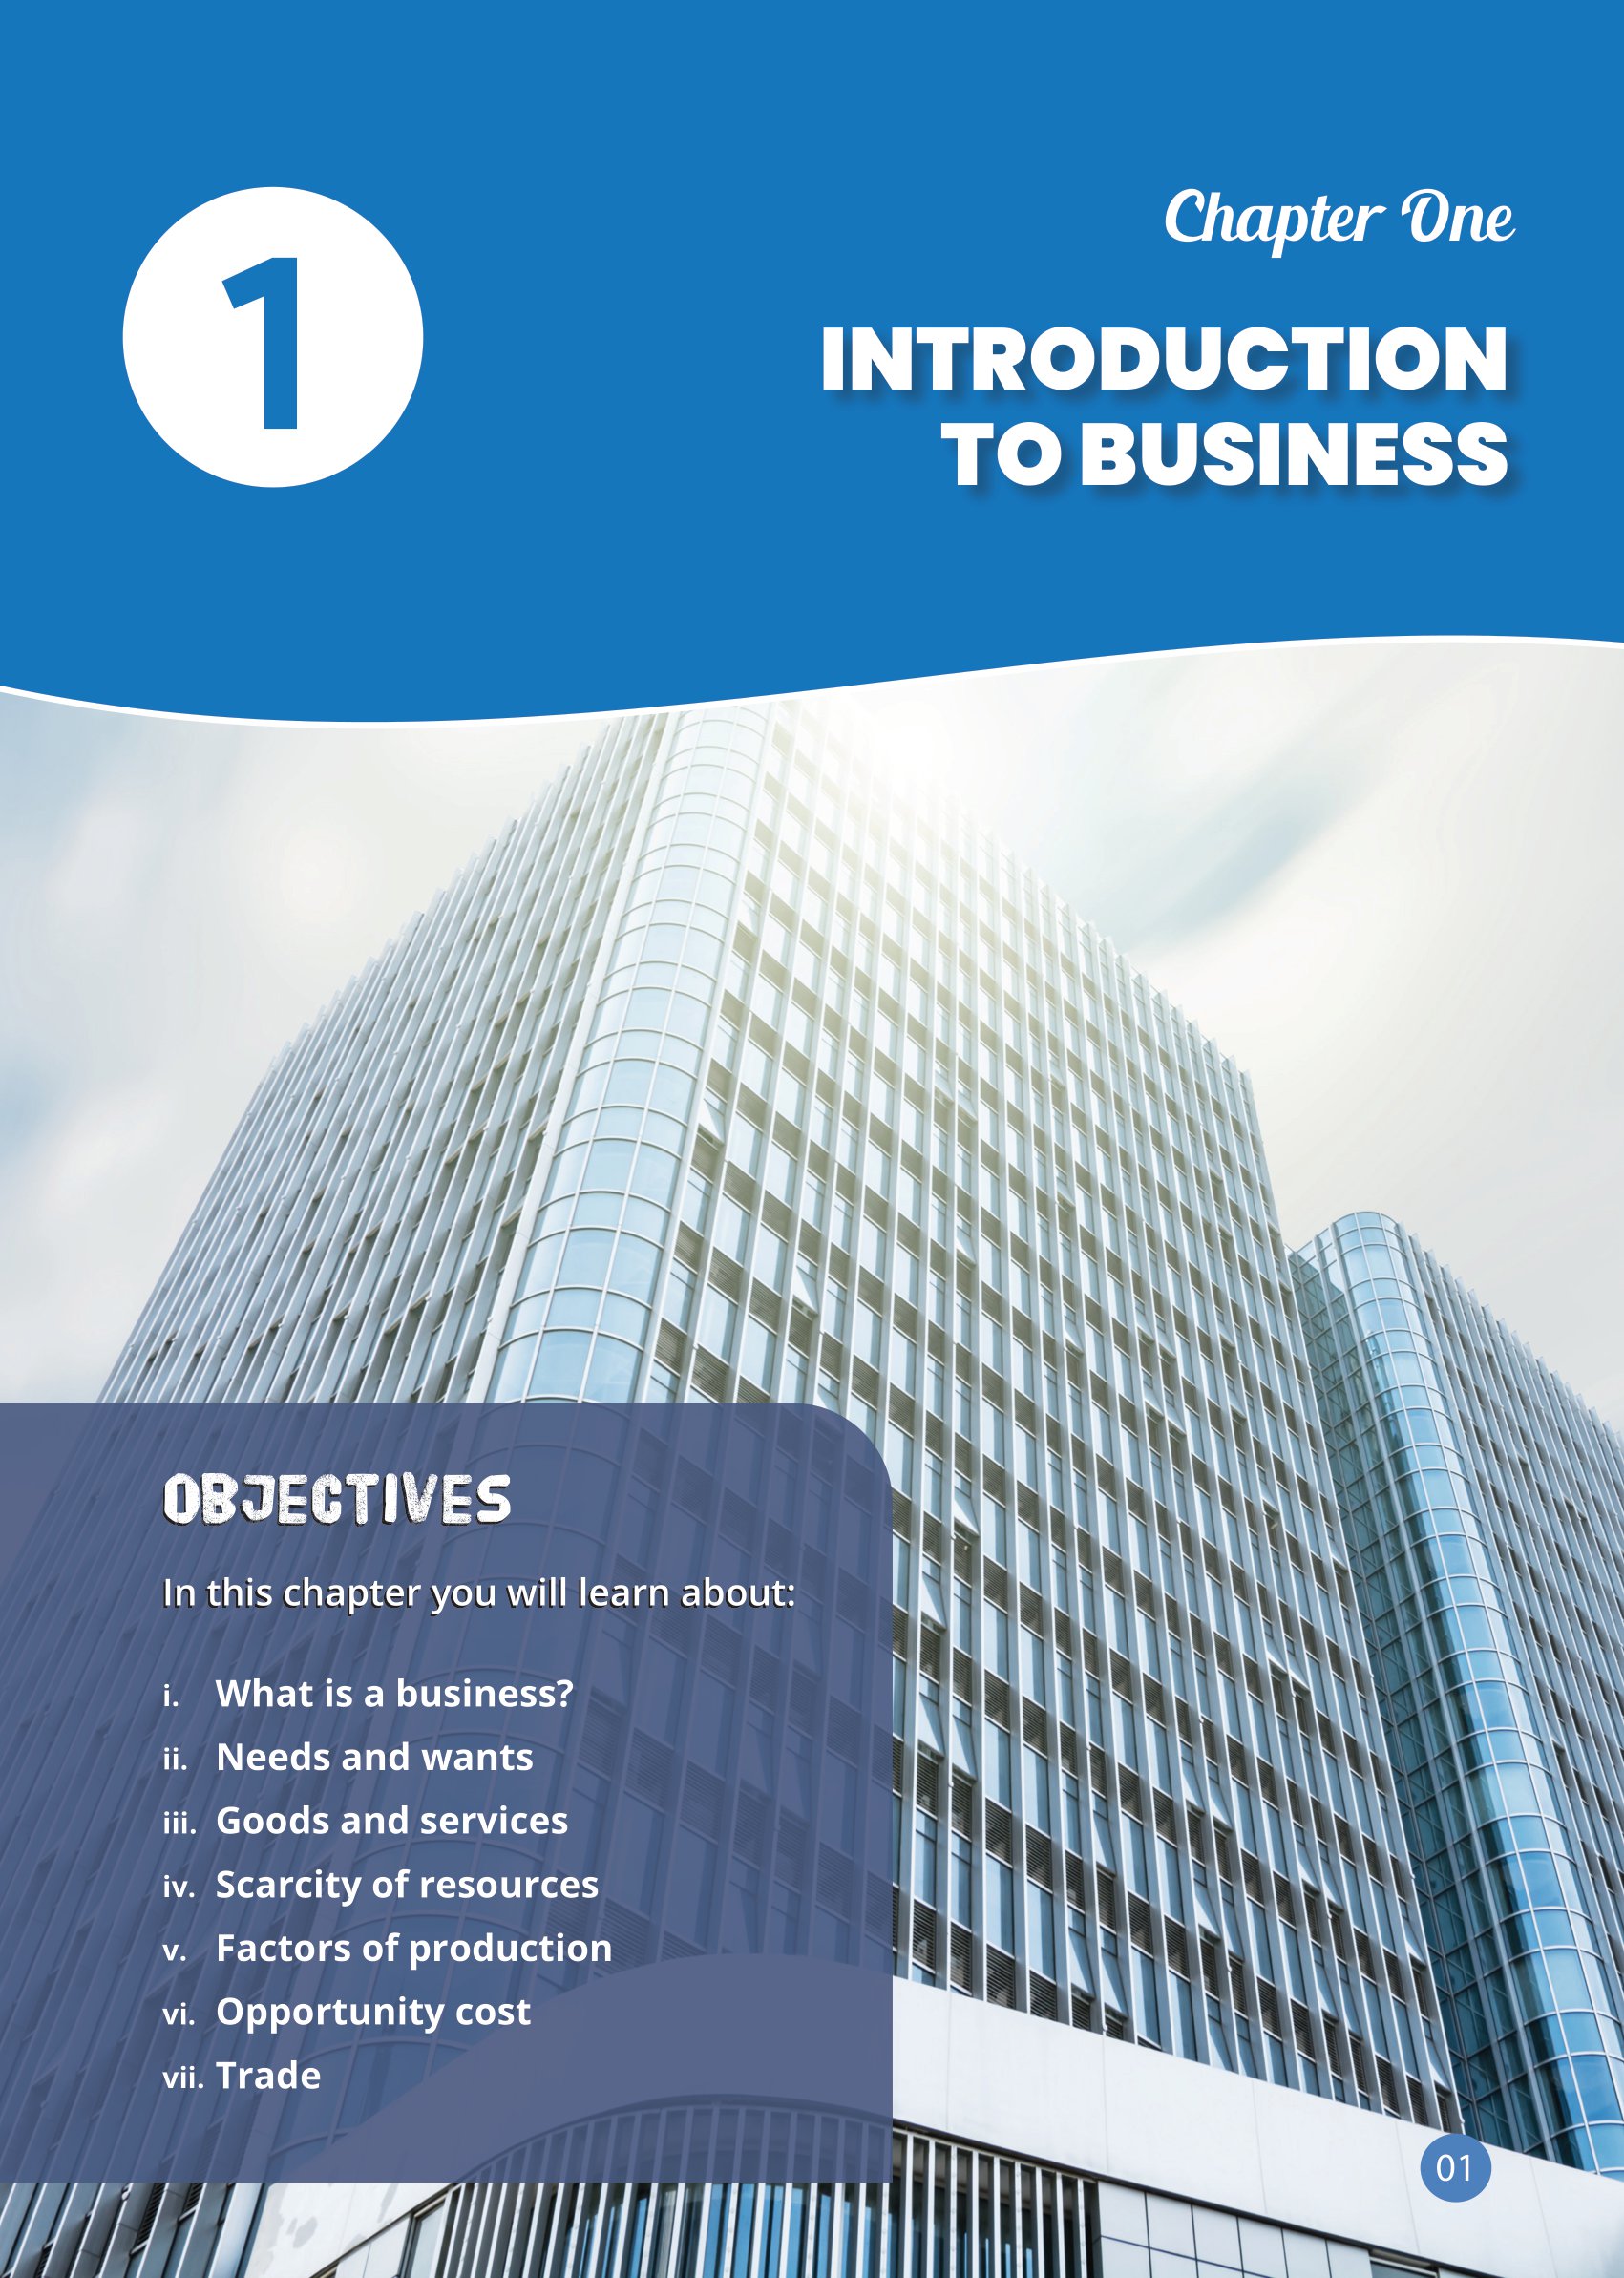 1
Chapter One
INTRODUCTION
TO BUSINESS
OBJECTIVES
In this chapter you will learn about:
i. What is a business?
ii. Needs and wants
iii. Goods and services
iv. Scarcity of resources
v. Factors of production
vi. Opportunity cost
vii. Trade
01